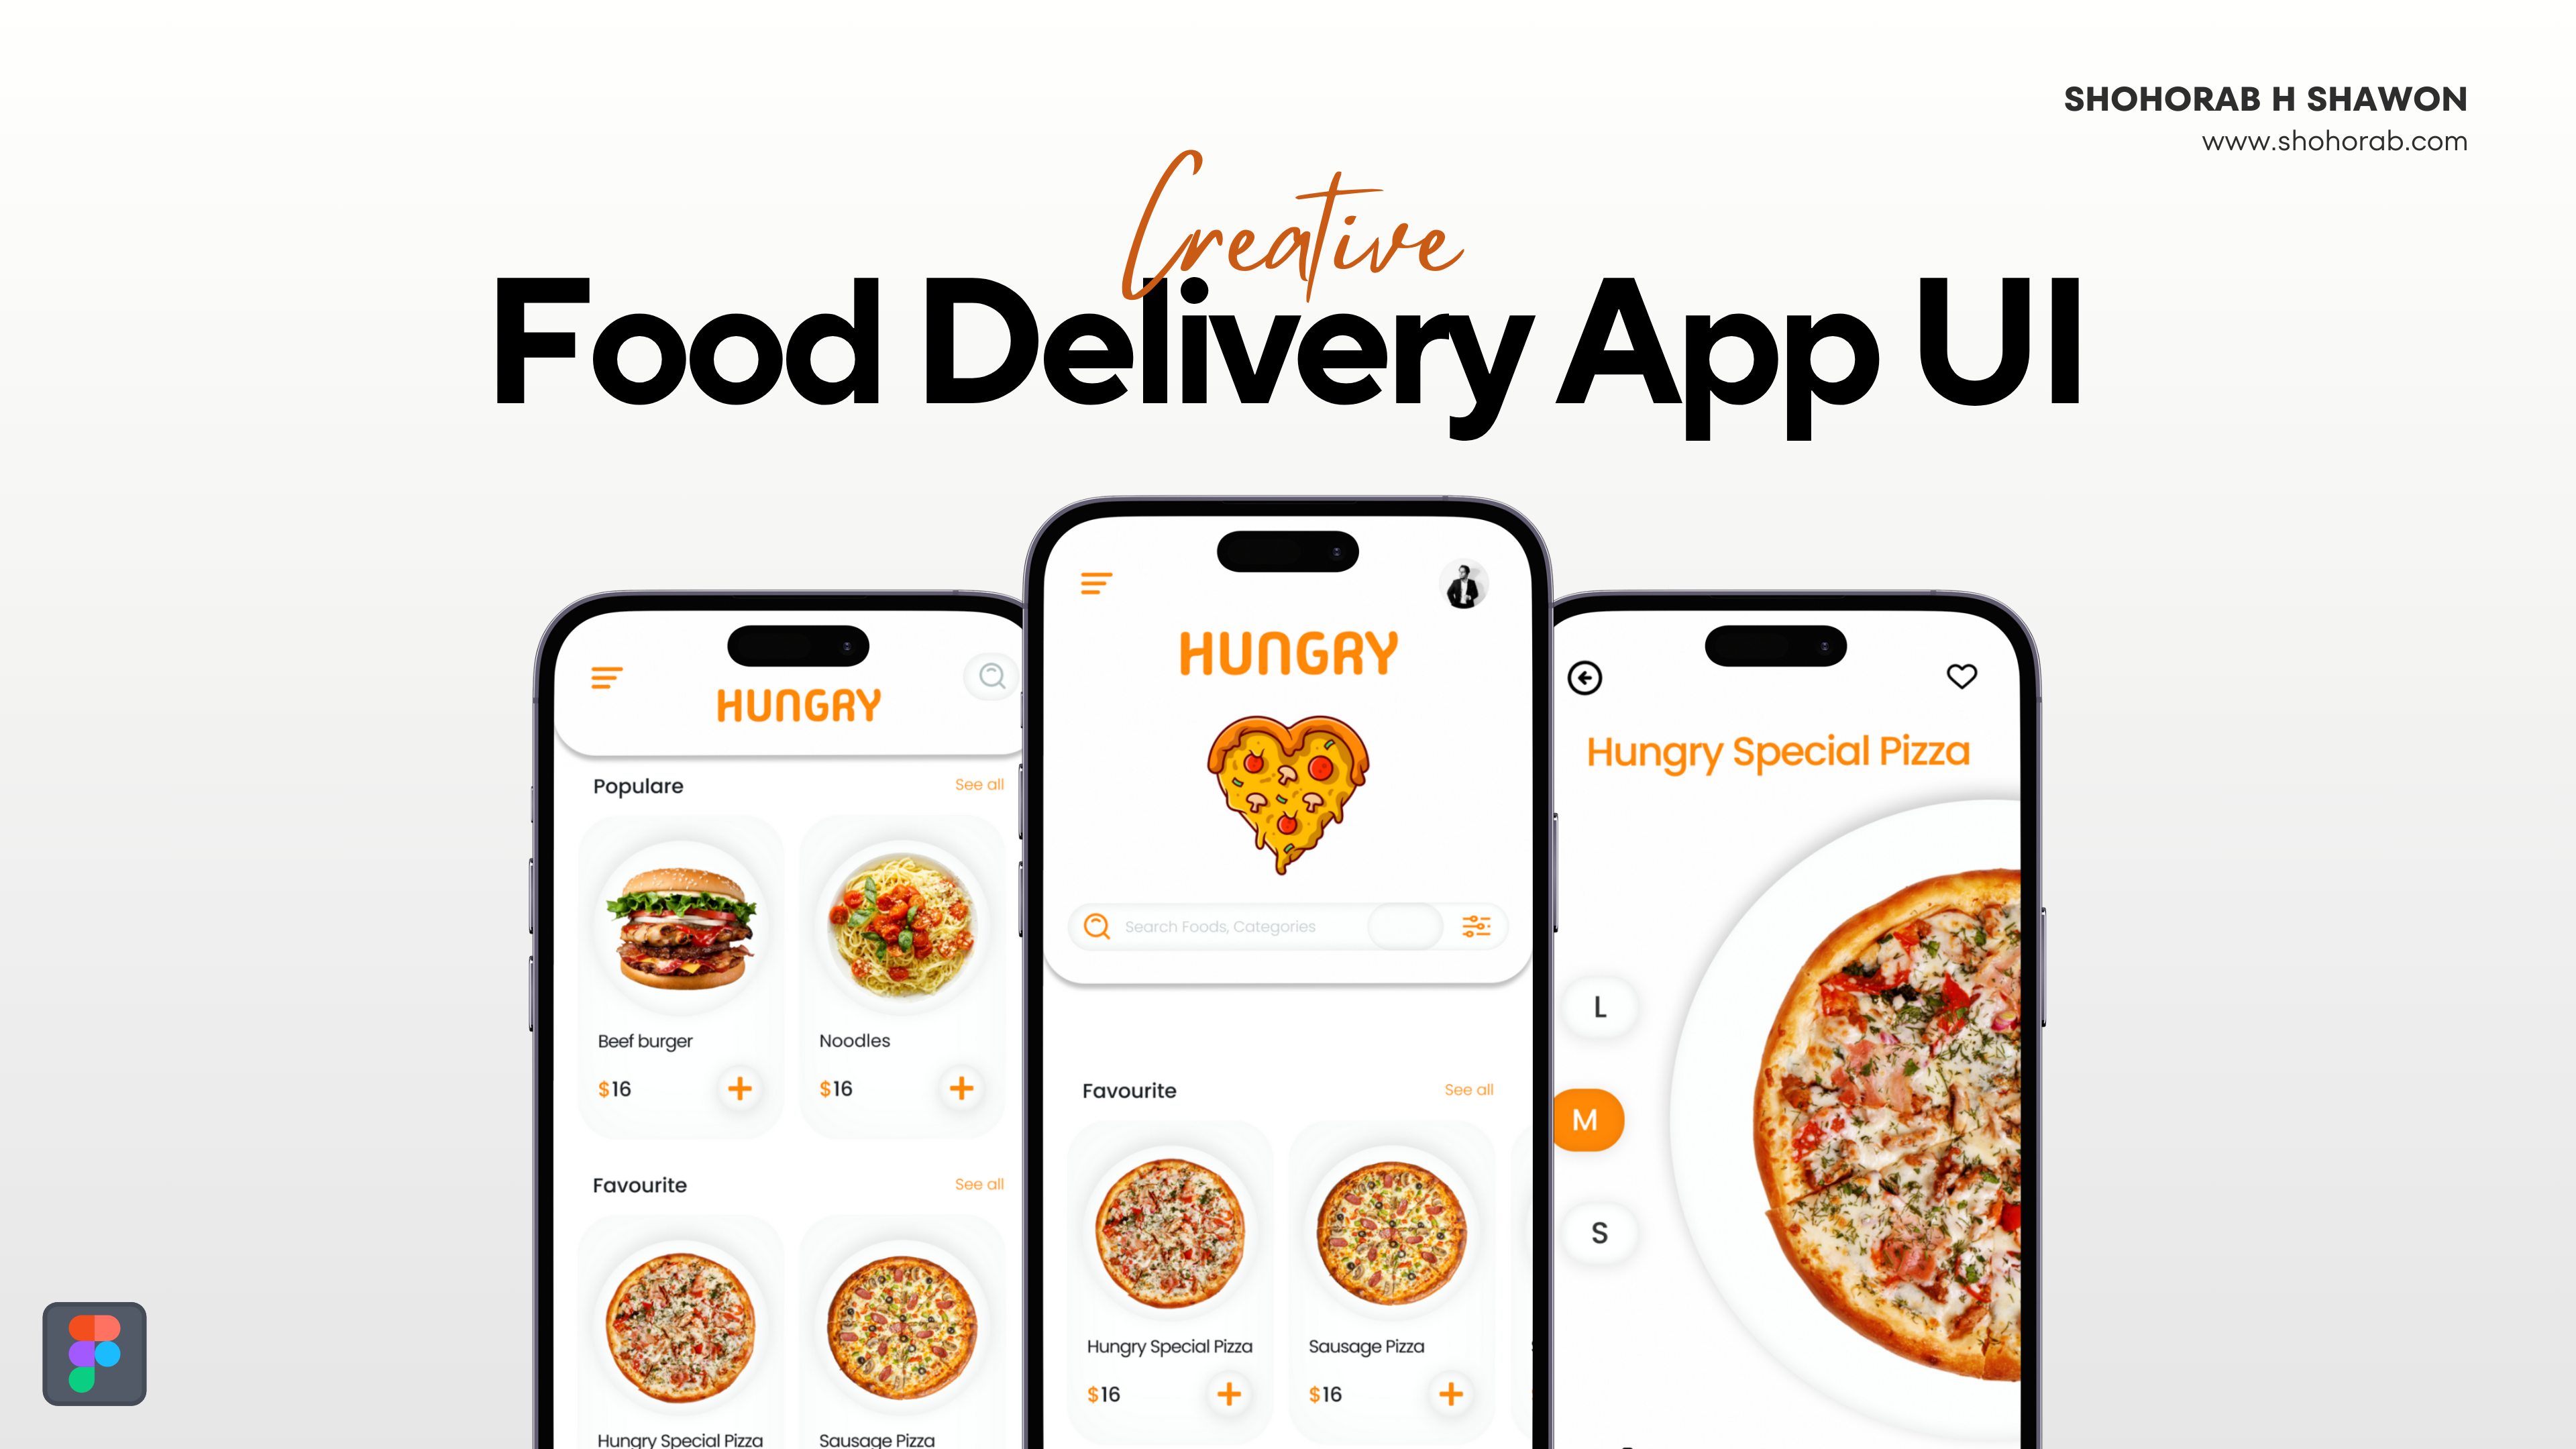 SHOHORAB H SHAWON
www.shohorab.com
Creative
Food Delivery App UI
HUNGRY
Populare
See all
Beef burger
Noodles
$16
$16
Favourite
See all
Hungry Special Pizza
Sausage Pizza
HUNGRY
Search Foods, Categories
Favourite
See all
Hungry Special Pizza
Sausage Pizza
$16
$16
Hungry Special Pizza
L
M
S